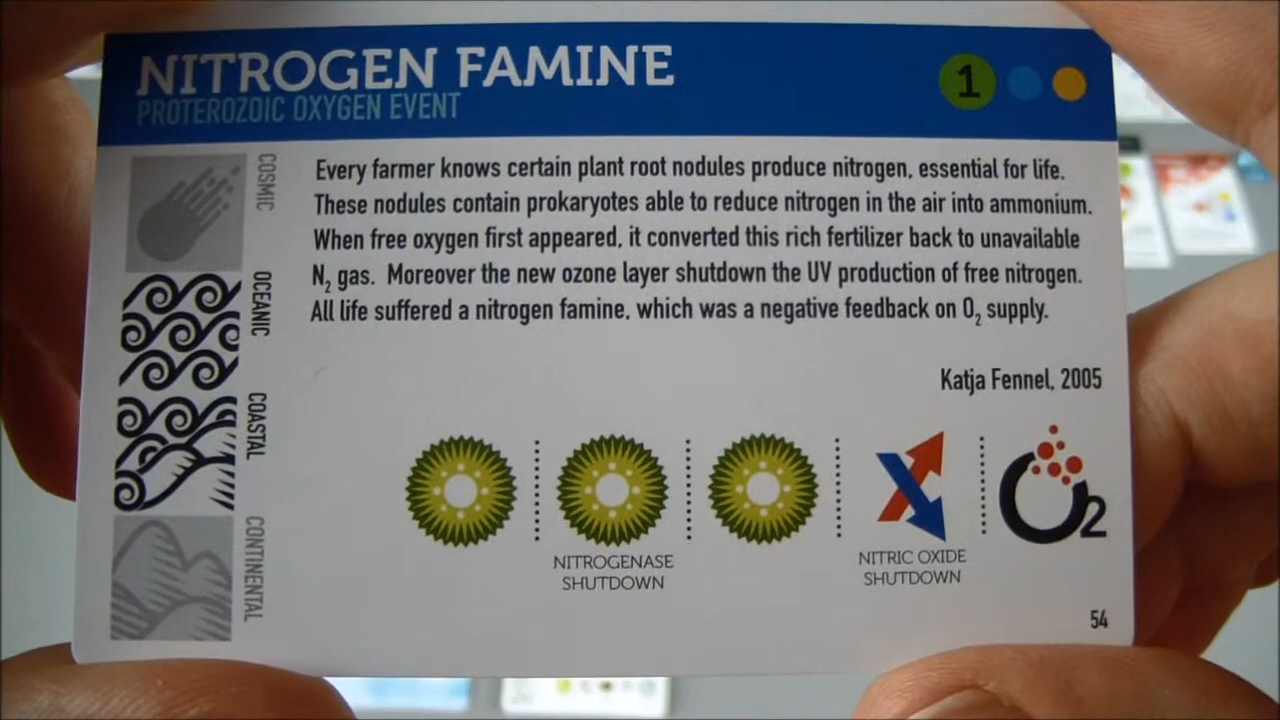 NITROGEN FAMINE
PROTEROZOIC OXYGEN EVENT
1
COSMIC
OCEANIC
COASTAL
CONTINENTAL
Every farmer knows certain plant root nodules produce nitrogen, essential for life.
These nodules contain prokaryotes able to reduce nitrogen in the air into ammonium.
When free oxygen first appeared, it converted this rich fertilizer back to unavailable
N₂ gas. Moreover the new ozone layer shutdown the UV production of free nitrogen.
All life suffered a nitrogen famine, which was a negative feedback on O₂ supply.
Katja Fennel, 2005
NITROGENASE
SHUTDOWN
NITRIC OXIDE
SHUTDOWN
O2
54